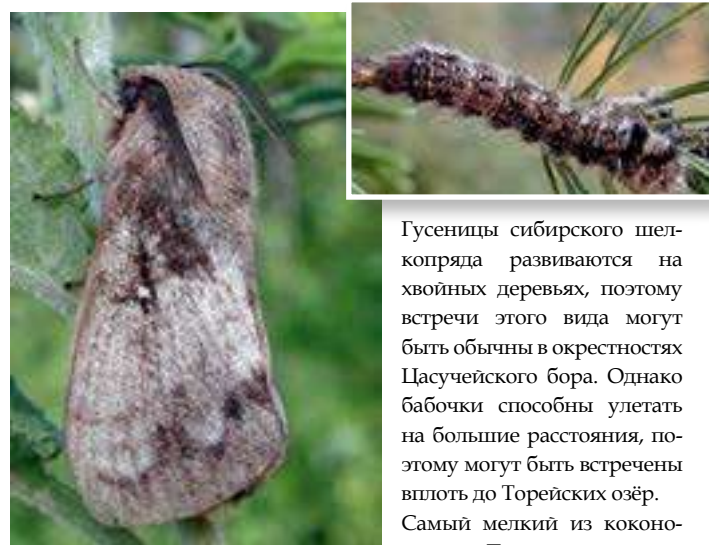 Гусеницы сибирского шел-
копряда развиваются на
хвойных деревьях, поэтому
встречи этого вида могут
быть обычны в окрестностях
Цасучейского бора. Однако
бабочки способны улетать
на большие расстояния, по-
этому могут быть встречены
вплоть до Торейских озёр.
Самый мелкий из коконо-